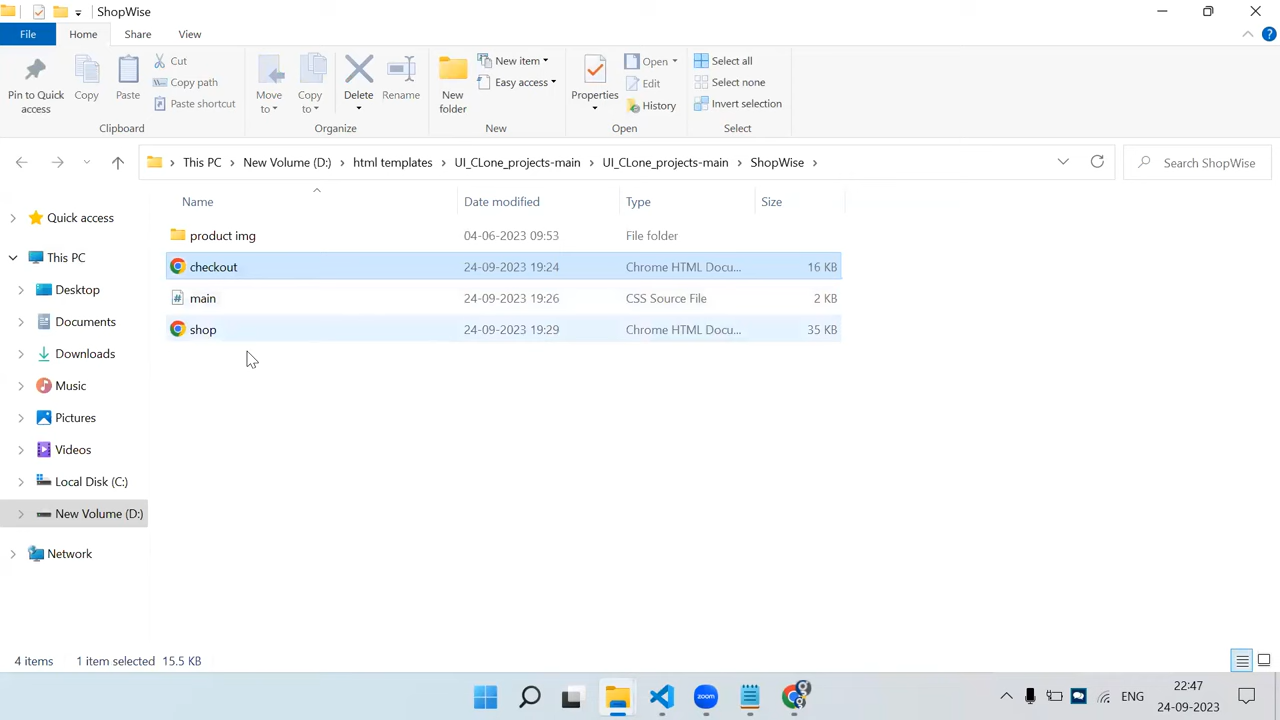 ShopWise
File Home Share View
Pin to Quick access
Copy
Paste
Cut
Copy path
Paste shortcut
Clipboard
Move to
Copy to
Delete
Rename
Organize
New folder
New item
Easy access
New
Properties
Open
Edit
History
Open
Select all
Select none
Invert selection
Select
This PC > New Volume (D:) > html templates > UI_CLone_projects-main > UI_CLone_projects-main > ShopWise >
Search ShopWise
Name Date modified Type Size
product img 04-06-2023 09:53 File folder
checkout 24-09-2023 19:24 Chrome HTML Docu... 16 KB
main 24-09-2023 19:26 CSS Source File 2 KB
shop 24-09-2023 19:29 Chrome HTML Docu... 35 KB
Quick access
This PC
Desktop
Documents
Downloads
Music
Pictures
Videos
Local Disk (C:)
New Volume (D:)
Network
4 items 1 item selected 15.5 KB
zoom
ENG
22:47
24-09-2023